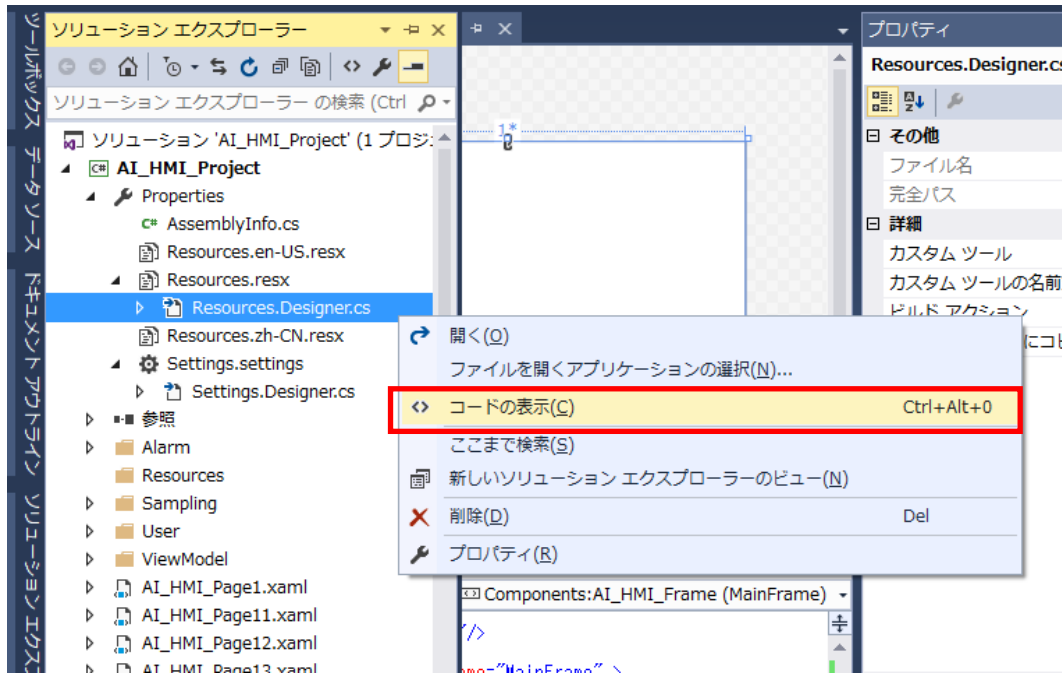 ツールボックス
データ ソース
ドキュメント アウトライン
ソリューション エクスプ
ソリューション エクスプローラー
ソリューション エクスプローラー の検索 (Ctrl
ソリューション 'AI_HMI_Project' (1 プロジ
AI_HMI_Project
Properties
AssemblyInfo.cs
Resources.en-US.resx
Resources.resx
Resources.Designer.cs
Resources.zh-CN.resx
Settings.settings
Settings.Designer.cs
参照
Alarm
Resources
Sampling
User
ViewModel
AI_HMI_Page1.xaml
AI_HMI_Page11.xaml
AI_HMI_Page12.xaml
AI_HMI_Page13.xaml
1*
開く(O)
ファイルを開くアプリケーションの選択(N)...
コードの表示(C) Ctrl+Alt+0
ここまで検索(S)
新しいソリューション エクスプローラーのビュー(N)
削除(D) Del
プロパティ(R)
Components:AI_HMI_Frame (MainFrame)
"/>
ame="MainFrame" >
プロパティ
Resources.Designer.cs
その他
ファイル名
完全パス
詳細
カスタム ツール
カスタム ツールの名前
ビルド アクション
にコピ